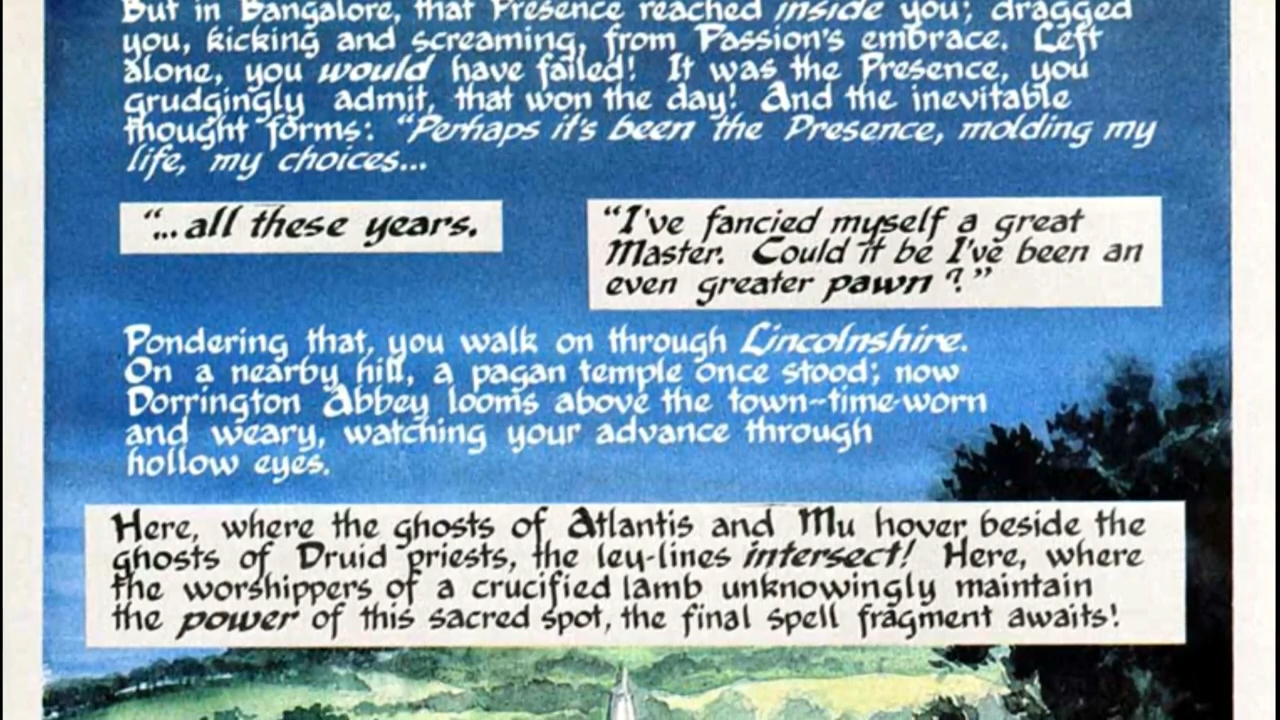 But in Bangalore, that Presence reached inside you; dragged
you, kicking and screaming, from Passion's embrace. Left
alone, you would have failed! It was the Presence, you
grudgingly admit, that won the day! And the inevitable
thought forms: "Perhaps it's been the Presence, molding my
life, my choices...
"...all these years.
"I've fancied myself a great
Master. Could it be I've been an
even greater pawn?"
Pondering that, you walk on through Lincolnshire.
On a nearby hill, a pagan temple once stood; now
Dorrington Abbey looms above the town--time-worn
and weary, watching your advance through
hollow eyes.
Here, where the ghosts of Atlantis and Mu hover beside the
ghosts of Druid priests, the ley-lines intersect! Here, where
the worshippers of a crucified lamb unknowingly maintain
the power of this sacred spot, the final spell fragment awaits!